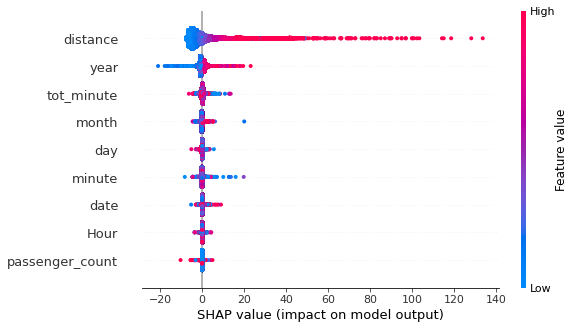 High
distance
year
tot_minute
month
day
minute
date
Hour
passenger_count
Feature value
Low
−20 0 20 40 60 80 100 120 140
SHAP value (impact on model output)